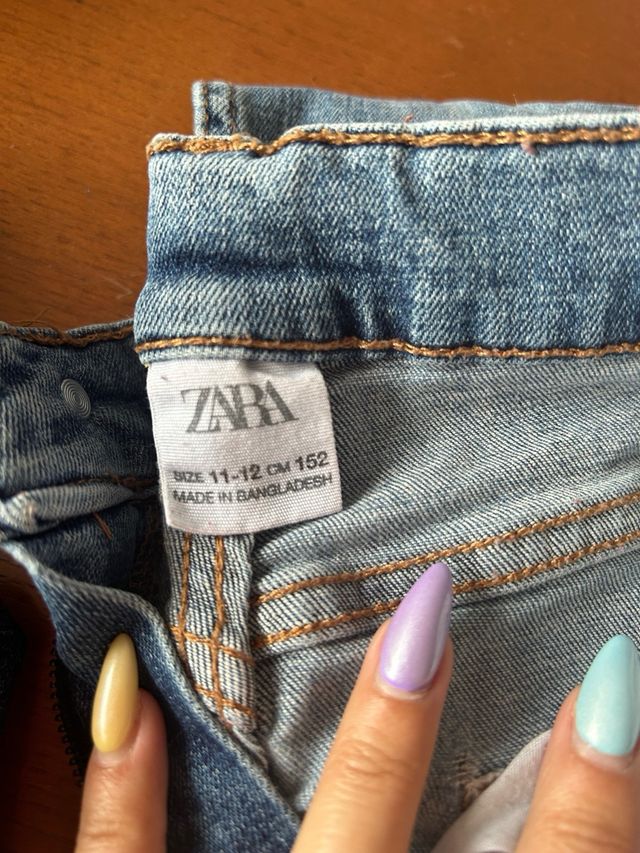 ZARA
SIZE 11-12 CM 152
MADE IN BANGLADESH